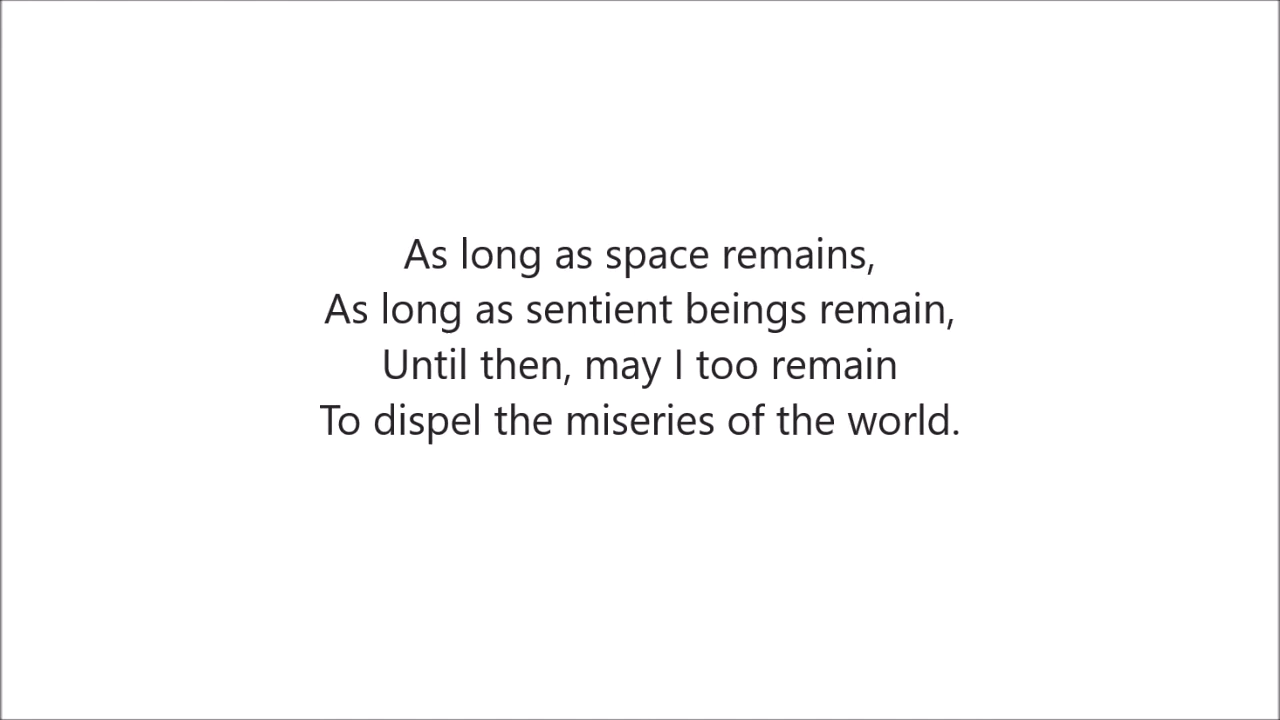 As long as space remains,
As long as sentient beings remain,
Until then, may I too remain
To dispel the miseries of the world.